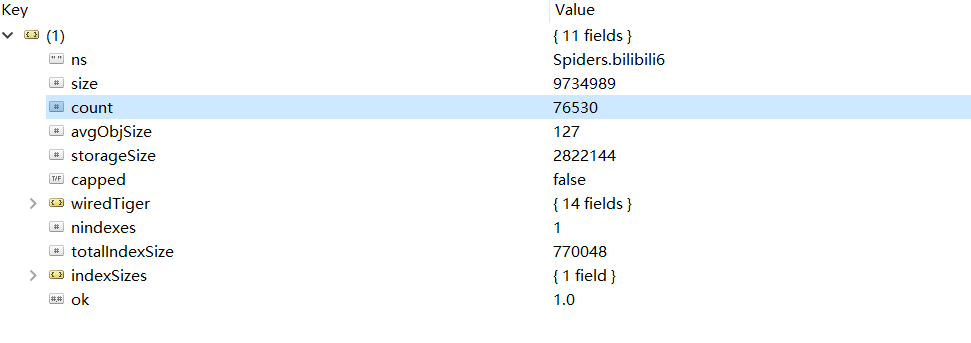 Key Value
(1) { 11 fields }
ns Spiders.bilibili6
size 9734989
count 76530
avgObjSize 127
storageSize 2822144
capped false
wiredTiger { 14 fields }
nindexes 1
totalIndexSize 770048
indexSizes { 1 field }
ok 1.0